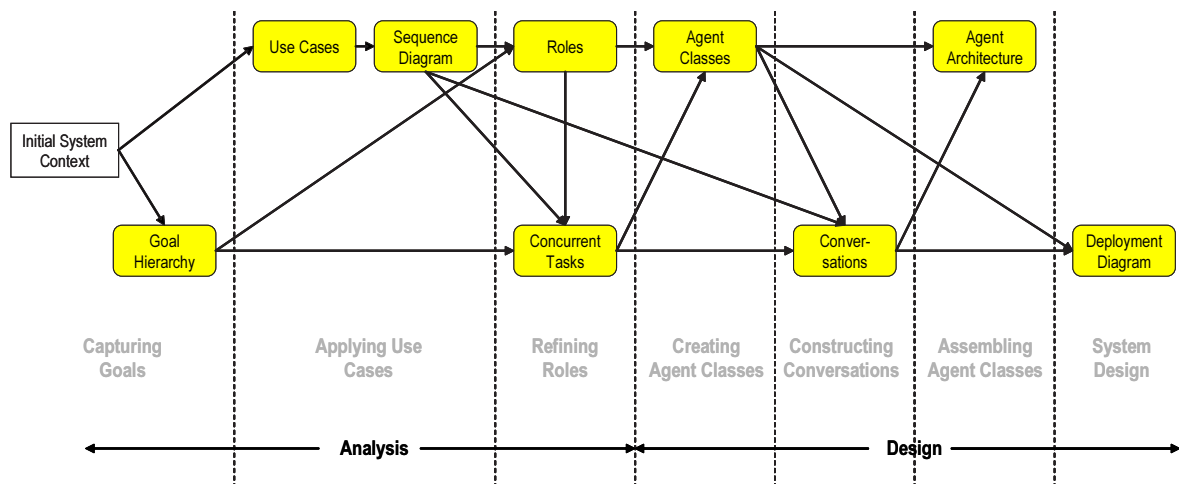 Use Cases
Sequence
Diagram
Roles
Agent
Classes
Agent
Architecture
Initial System
Context
Goal
Hierarchy
Concurrent
Tasks
Conver-
sations
Deployment
Diagram
Capturing
Goals
Applying Use
Cases
Refining
Roles
Creating
Agent Classes
Constructing
Conversations
Assembling
Agent Classes
System
Design
Analysis
Design